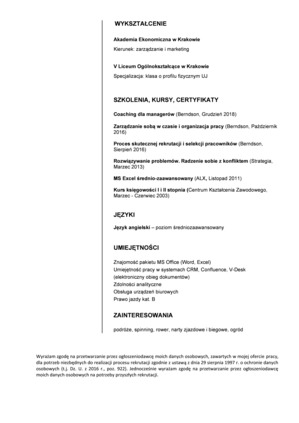 WYKSZTAŁCENIE
Akademia Ekonomiczna w Krakowie
Kierunek: zarządzanie i marketing
V Liceum Ogólnokształcące w Krakowie
Specjalizacja: klasa o profilu fizycznym UJ
SZKOLENIA, KURSY, CERTYFIKATY
Coaching dla managerów (Berndson, Grudzień 2018)
Zarządzanie sobą w czasie i organizacja pracy (Berndson, Październik
2016)
Proces skutecznej rekrutacji i selekcji pracowników (Berndson,
Sierpień 2016)
Rozwiązywanie problemów. Radzenie sobie z konfliktem (Strategia,
Marzec 2013)
MS Excel średnio-zaawansowany (ALX, Listopad 2011)
Kurs księgowości I i II stopnia (Centrum Kształcenia Zawodowego,
Marzec - Czerwiec 2003)
JĘZYKI
Język angielski – poziom średniozaawansowany
UMIEJĘTNOŚCI
Znajomość pakietu MS Office (Word, Excel)
Umiejętność pracy w systemach CRM, Confluence, V-Desk
(elektroniczny obieg dokumentów)
Zdolności analityczne
Obsługa urządzeń biurowych
Prawo jazdy kat. B
ZAINTERESOWANIA
podróże, spinning, rower, narty zjazdowe i biegowe, ogród
Wyrażam zgodę na przetwarzanie przez ogłoszeniodawcę moich danych osobowych, zawartych w mojej ofercie pracy,
dla potrzeb niezbędnych do realizacji procesu rekrutacji zgodnie z ustawą z dnia 29 sierpnia 1997 r. o ochronie danych
osobowych (t.j. Dz. U. z 2016 r., poz. 922). Jednocześnie wyrażam zgodę na przetwarzanie przez ogłoszeniodawcę
moich danych osobowych na potrzeby przyszłych rekrutacji.